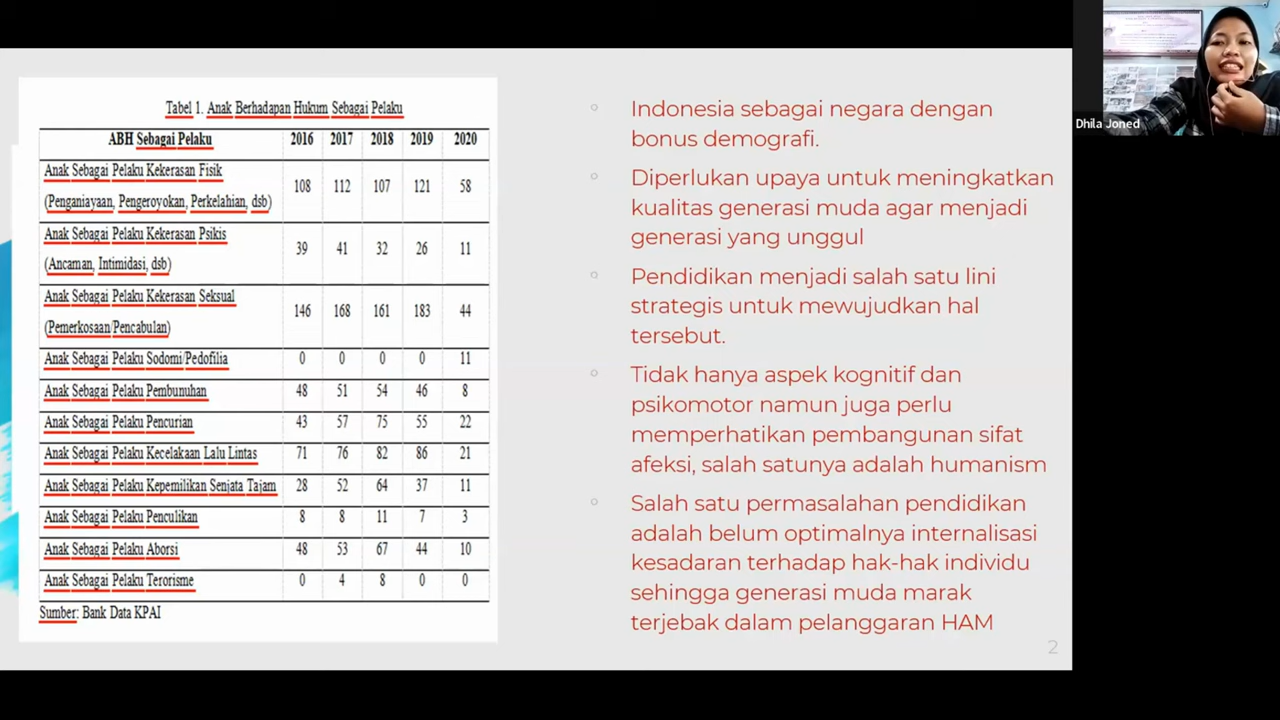 Tabel 1. Anak Berhadapan Hukum Sebagai Pelaku
ABH Sebagai Pelaku 2016 2017 2018 2019 2020
Anak Sebagai Pelaku Kekerasan Fisik
(Penganiayaan, Pengeroyokan, Perkelahian, dsb) 108 112 107 121 58
Anak Sebagai Pelaku Kekerasan Psikis
(Ancaman, Intimidasi, dsb) 39 41 32 26 11
Anak Sebagai Pelaku Kekerasan Seksual
(Pemerkosaan/Pencabulan) 146 168 161 183 44
Anak Sebagai Pelaku Sodomi/Pedofilia 0 0 0 0 11
Anak Sebagai Pelaku Pembunuhan 48 51 54 46 8
Anak Sebagai Pelaku Pencurian 43 57 75 55 22
Anak Sebagai Pelaku Kecelakaan Lalu Lintas 71 76 82 86 21
Anak Sebagai Pelaku Kepemilikan Senjata Tajam 28 52 64 37 11
Anak Sebagai Pelaku Penculikan 8 8 11 7 3
Anak Sebagai Pelaku Aborsi 48 53 67 44 10
Anak Sebagai Pelaku Terorisme 0 4 8 0 0
Sumber: Bank Data KPAI
Indonesia sebagai negara dengan
bonus demografi.
Diperlukan upaya untuk meningkatkan
kualitas generasi muda agar menjadi
generasi yang unggul
Pendidikan menjadi salah satu lini
strategis untuk mewujudkan hal
tersebut.
Tidak hanya aspek kognitif dan
psikomotor namun juga perlu
memperhatikan pembangunan sifat
afeksi, salah satunya adalah humanism
Salah satu permasalahan pendidikan
adalah belum optimalnya internalisasi
kesadaran terhadap hak-hak individu
sehingga generasi muda marak
terjebak dalam pelanggaran HAM
2
Dhila Joned